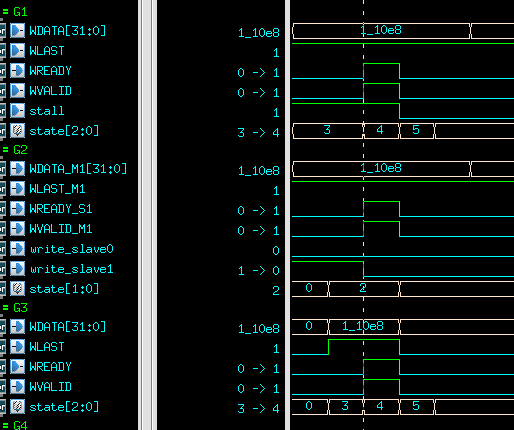 = G1
WDATA[31:0] 1_10e8 1_10e8
WLAST 1
WREADY 0 -> 1
WVALID 0 -> 1
stall 1
state[2:0] 3 -> 4 3 4 5
= G2
WDATA_M1[31:0] 1_10e8 1_10e8
WLAST_M1 1
WREADY_S1 0 -> 1
WVALID_M1 0 -> 1
write_slave0 0
write_slave1 1 -> 0
state[1:0] 2 0 2
= G3
WDATA[31:0] 1_10e8 0 1_10e8
WLAST 1
WREADY 0 -> 1
WVALID 0 -> 1
state[2:0] 3 -> 4 0 3 4 5
= G4